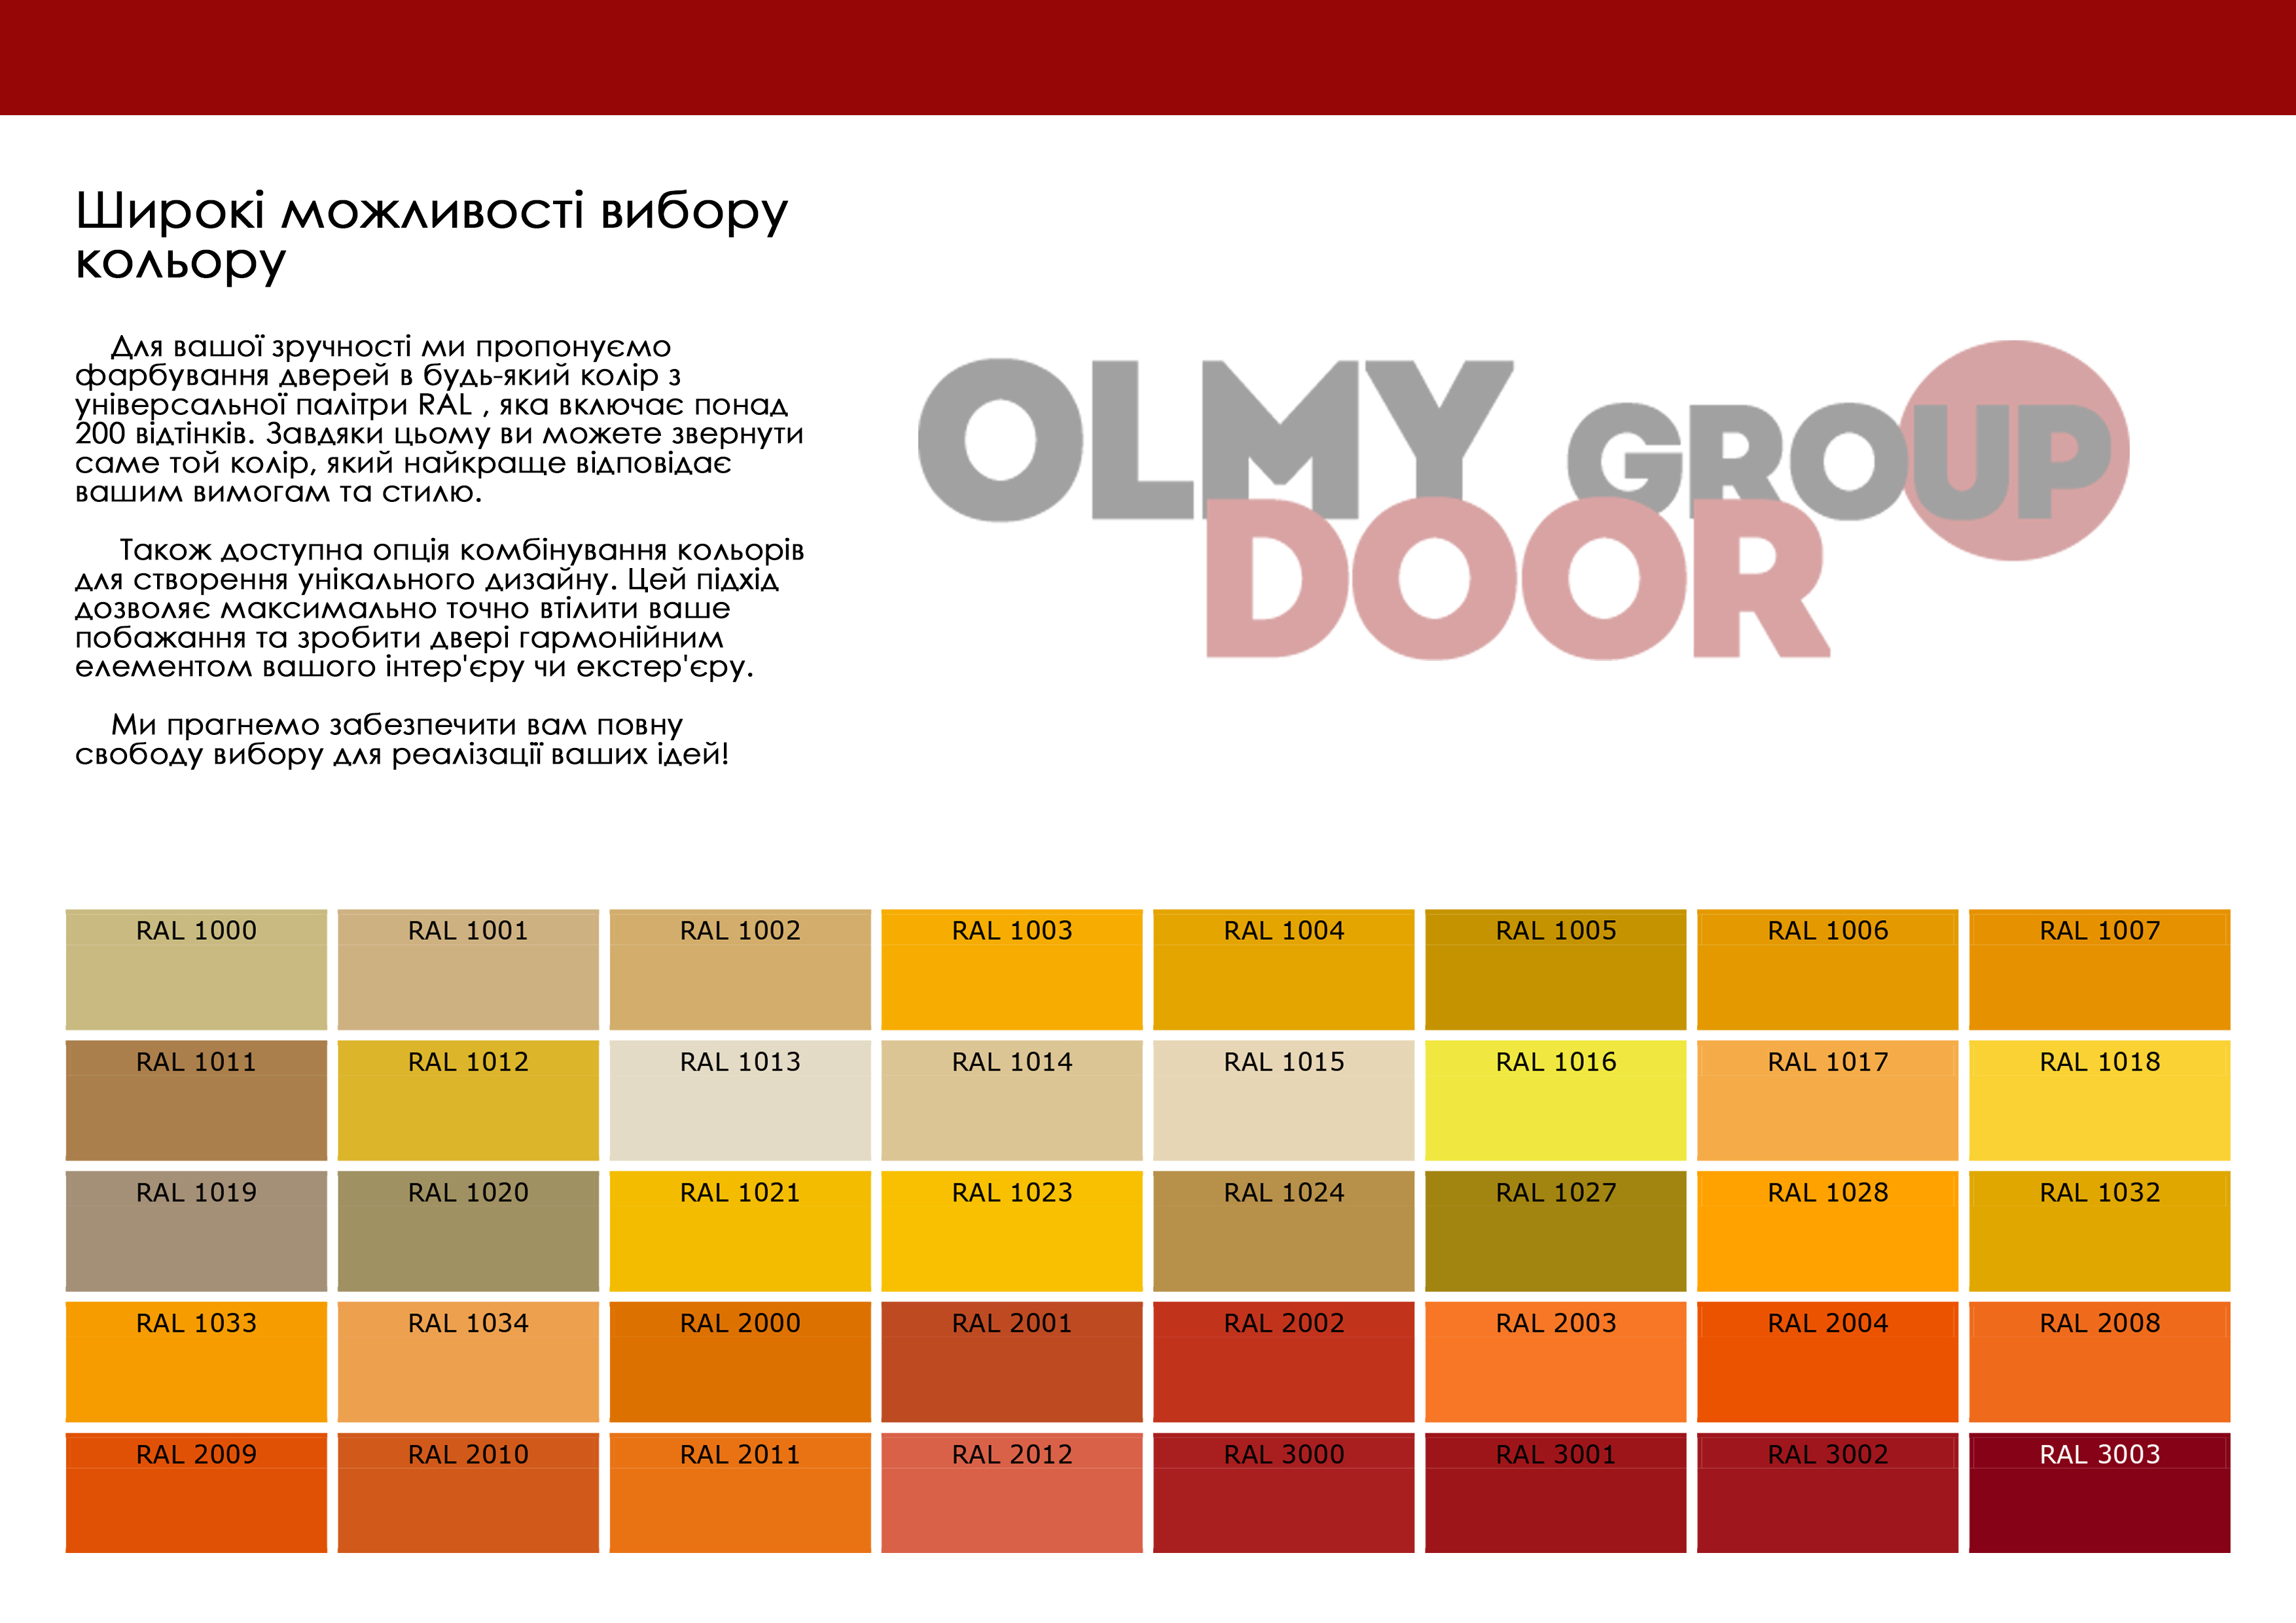 Широкі можливості вибору
кольору
Для вашої зручності ми пропонуємо
фарбування дверей в будь-який колір з
універсальної палітри RAL , яка включає понад
200 відтінків. Завдяки цьому ви можете звернути
саме той колір, який найкраще відповідає
вашим вимогам та стилю.
Також доступна опція комбінування кольорів
для створення унікального дизайну. Цей підхід
дозволяє максимально точно втілити ваше
побажання та зробити двері гармонійним
елементом вашого інтер'єру чи екстер'єру.
Ми прагнемо забезпечити вам повну
свободу вибору для реалізації ваших ідей!
OLMY GROUP
DOOR
RAL 1000 RAL 1001 RAL 1002 RAL 1003 RAL 1004 RAL 1005 RAL 1006 RAL 1007
RAL 1011 RAL 1012 RAL 1013 RAL 1014 RAL 1015 RAL 1016 RAL 1017 RAL 1018
RAL 1019 RAL 1020 RAL 1021 RAL 1023 RAL 1024 RAL 1027 RAL 1028 RAL 1032
RAL 1033 RAL 1034 RAL 2000 RAL 2001 RAL 2002 RAL 2003 RAL 2004 RAL 2008
RAL 2009 RAL 2010 RAL 2011 RAL 2012 RAL 3000 RAL 3001 RAL 3002 RAL 3003